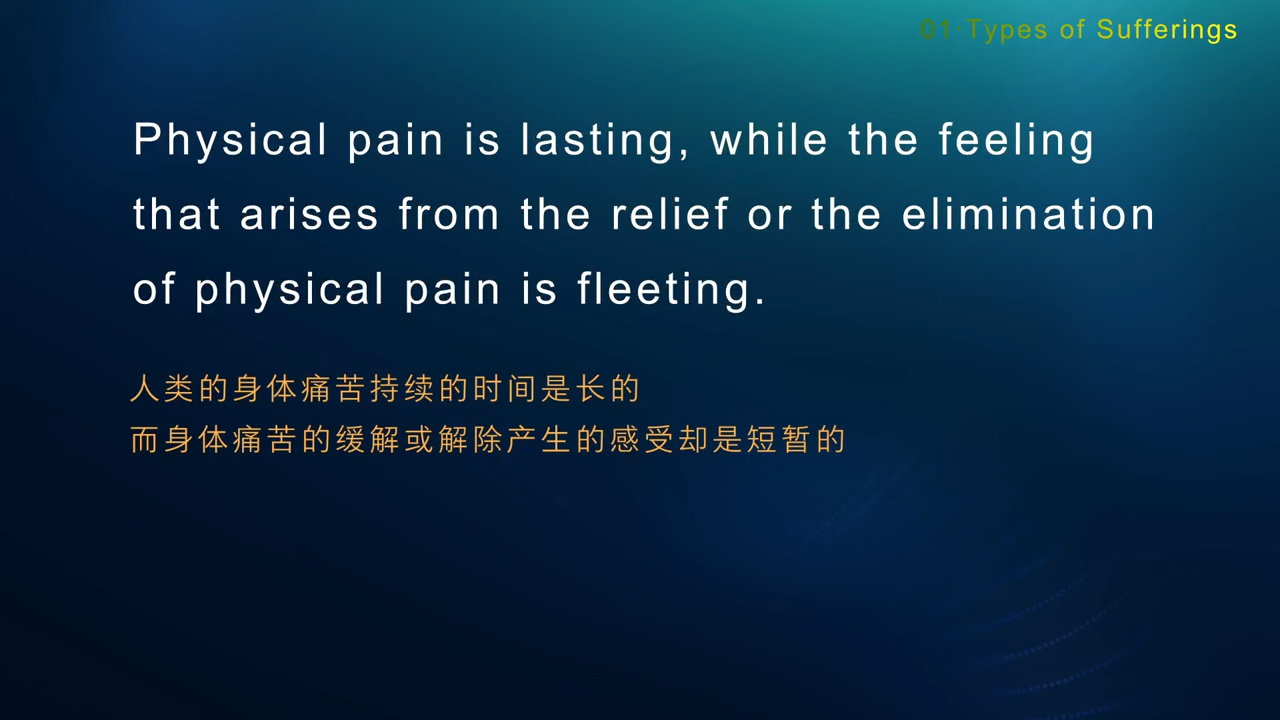 01·Types of Sufferings
Physical pain is lasting, while the feeling
that arises from the relief or the elimination
of physical pain is fleeting.
人类的身体痛苦持续的时间是长的
而身体痛苦的缓解或解除产生的感受却是短暂的